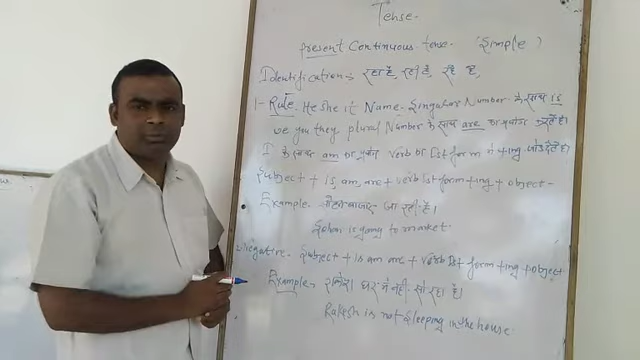 Tense.
present Continuous tense. (Simple)
Identification :- रहा है, रही है, रहे है,
1- Rule. He she it Name. Singular Number के साथ is
we you they plural Number के साथ are का प्रयोग करते है।
I के साथ am का प्रयोग verb का Ist form में +ing जोड़ देते है।
Subject + is, am, are + verb Ist form + ing + object -
Example. सोहन बाजार जा रहा है।
Sohan is going to market.
Negative. Subject + is am are + verb Ist form + ing + object
Example. राकेश घर में नही सो रहा है।
Rakesh is not sleeping in the house.